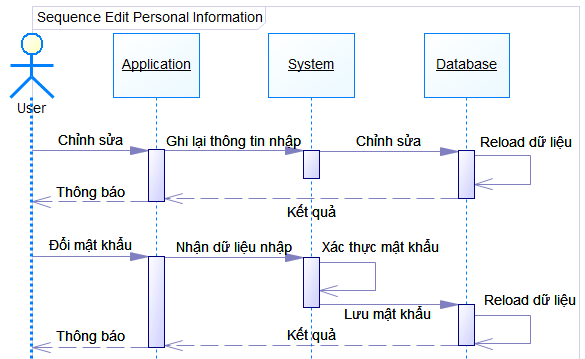 Sequence Edit Personal Information
Application
System
Database
User
Chỉnh sửa
Ghi lại thông tin nhập
Chỉnh sửa
Reload dữ liệu
Thông báo
Kết quả
Đổi mật khẩu
Nhận dữ liệu nhập
Xác thực mật khẩu
Lưu mật khẩu
Reload dữ liệu
Thông báo
Kết quả